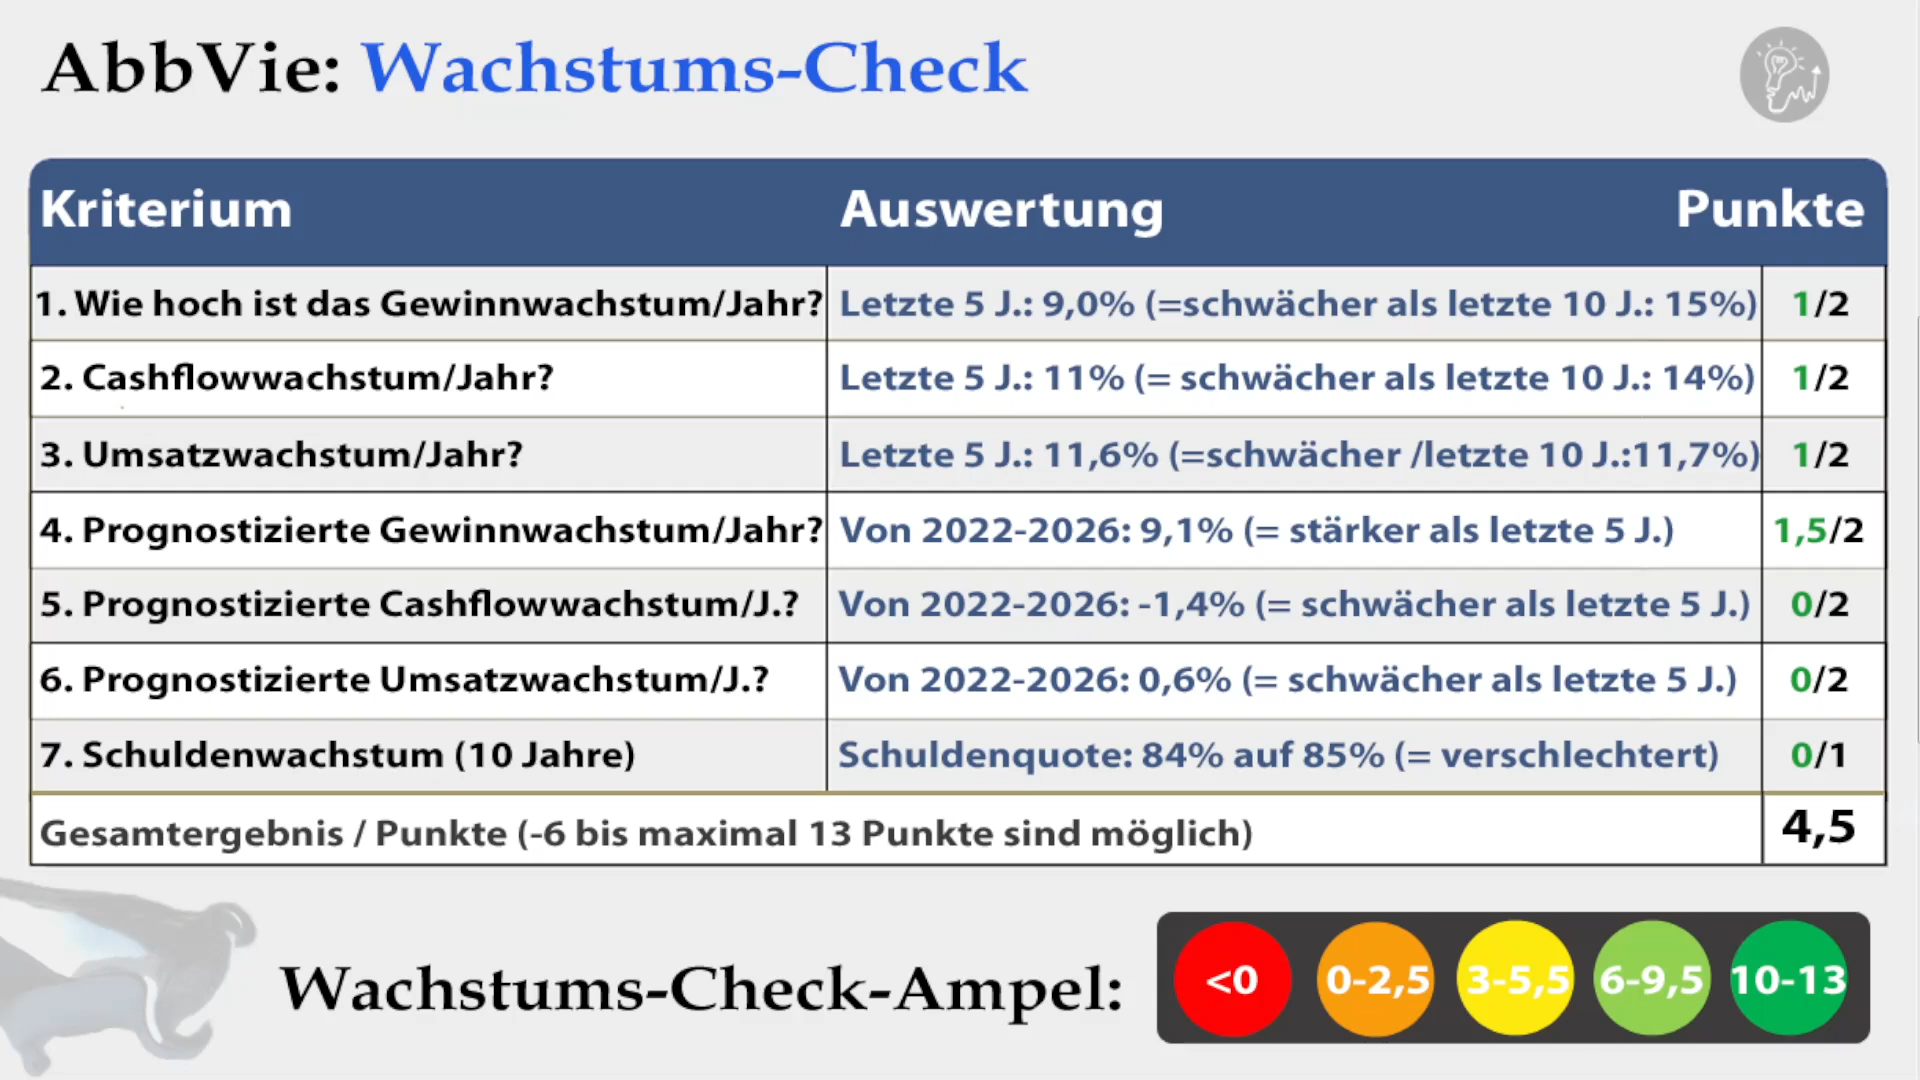 AbbVie: Wachstums-Check
Kriterium Auswertung Punkte
1. Wie hoch ist das Gewinnwachstum/Jahr? Letzte 5 J.: 9,0% (=schwächer als letzte 10 J.: 15%) 1/2
2. Cashflowwachstum/Jahr? Letzte 5 J.: 11% (= schwächer als letzte 10 J.: 14%) 1/2
3. Umsatzwachstum/Jahr? Letzte 5 J.: 11,6% (=schwächer /letzte 10 J.:11,7%) 1/2
4. Prognostizierte Gewinnwachstum/Jahr? Von 2022-2026: 9,1% (= stärker als letzte 5 J.) 1,5/2
5. Prognostizierte Cashflowwachstum/J.? Von 2022-2026: -1,4% (= schwächer als letzte 5 J.) 0/2
6. Prognostizierte Umsatzwachstum/J.? Von 2022-2026: 0,6% (= schwächer als letzte 5 J.) 0/2
7. Schuldenwachstum (10 Jahre) Schuldenquote: 84% auf 85% (= verschlechtert) 0/1
Gesamtergebnis / Punkte (-6 bis maximal 13 Punkte sind möglich) 4,5
Wachstums-Check-Ampel: <0 0-2,5 3-5,5 6-9,5 10-13